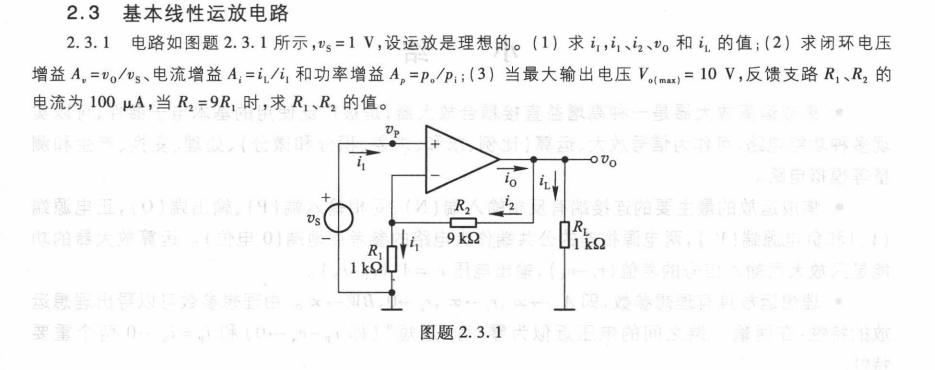 2.3 基本线性运放电路
2.3.1 电路如图题 2.3.1 所示,v_S = 1 V,设运放是理想的。(1) 求 i_I,i_1、i_2、v_O 和 i_L 的值;(2) 求闭环电压
增益 A_v = v_O/v_S、电流增益 A_i = i_L/i_I 和功率增益 A_p = p_o/p_i;(3) 当最大输出电压 V_o(max) = 10 V,反馈支路 R_1、R_2 的
电流为 100 μA,当 R_2 = 9R_1 时,求 R_1、R_2 的值。
v_P
+
i_I
v_O
−
i_O
i_L
+
v_S
−
R_2
i_2
9 kΩ
i_1
R_L
1 kΩ
R_1
1 kΩ
图题 2.3.1